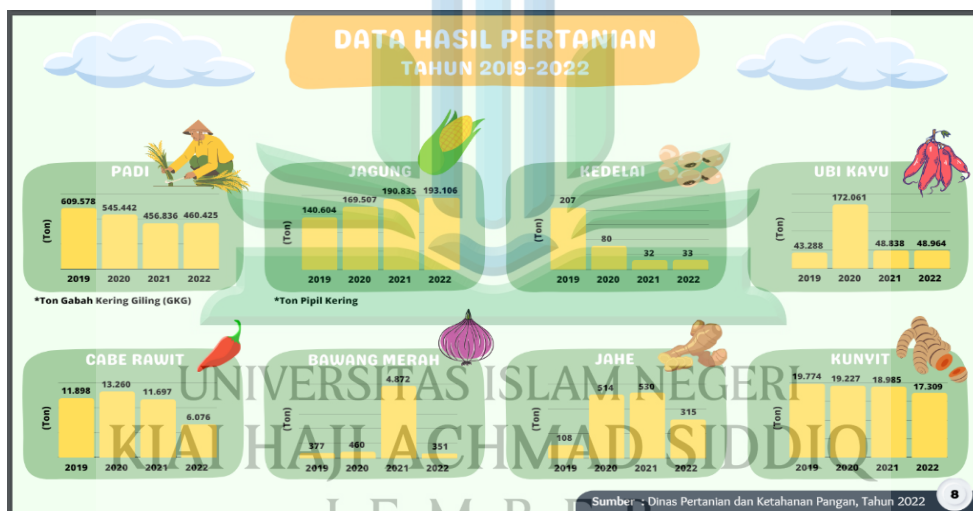 DATA HASIL PERTANIAN
TAHUN 2019-2022
PADI
(Ton)
609.578
545.442
456.836
460.425
2019 2020 2021 2022
*Ton Gabah Kering Giling (GKG)
JAGUNG
(Ton)
140.604
169.507
190.835
193.106
2019 2020 2021 2022
*Ton Pipil Kering
KEDELAI
(Ton)
207
80
32
33
2019 2020 2021 2022
UBI KAYU
(Ton)
43.288
172.061
48.838
48.964
2019 2020 2021 2022
CABE RAWIT
(Ton)
11.898
13.260
11.697
6.076
2019 2020 2021 2022
BAWANG MERAH
(Ton)
377
460
4.872
351
2019 2020 2021 2022
JAHE
(Ton)
108
514
530
315
2019 2020 2021 2022
KUNYIT
(Ton)
19.774
19.227
18.985
17.309
2019 2020 2021 2022
UNIVERSITAS ISLAM NEGERI
KIAI HAJI ACHMAD SIDDIQ
J E M B E R
Sumber : Dinas Pertanian dan Ketahanan Pangan, Tahun 2022
8